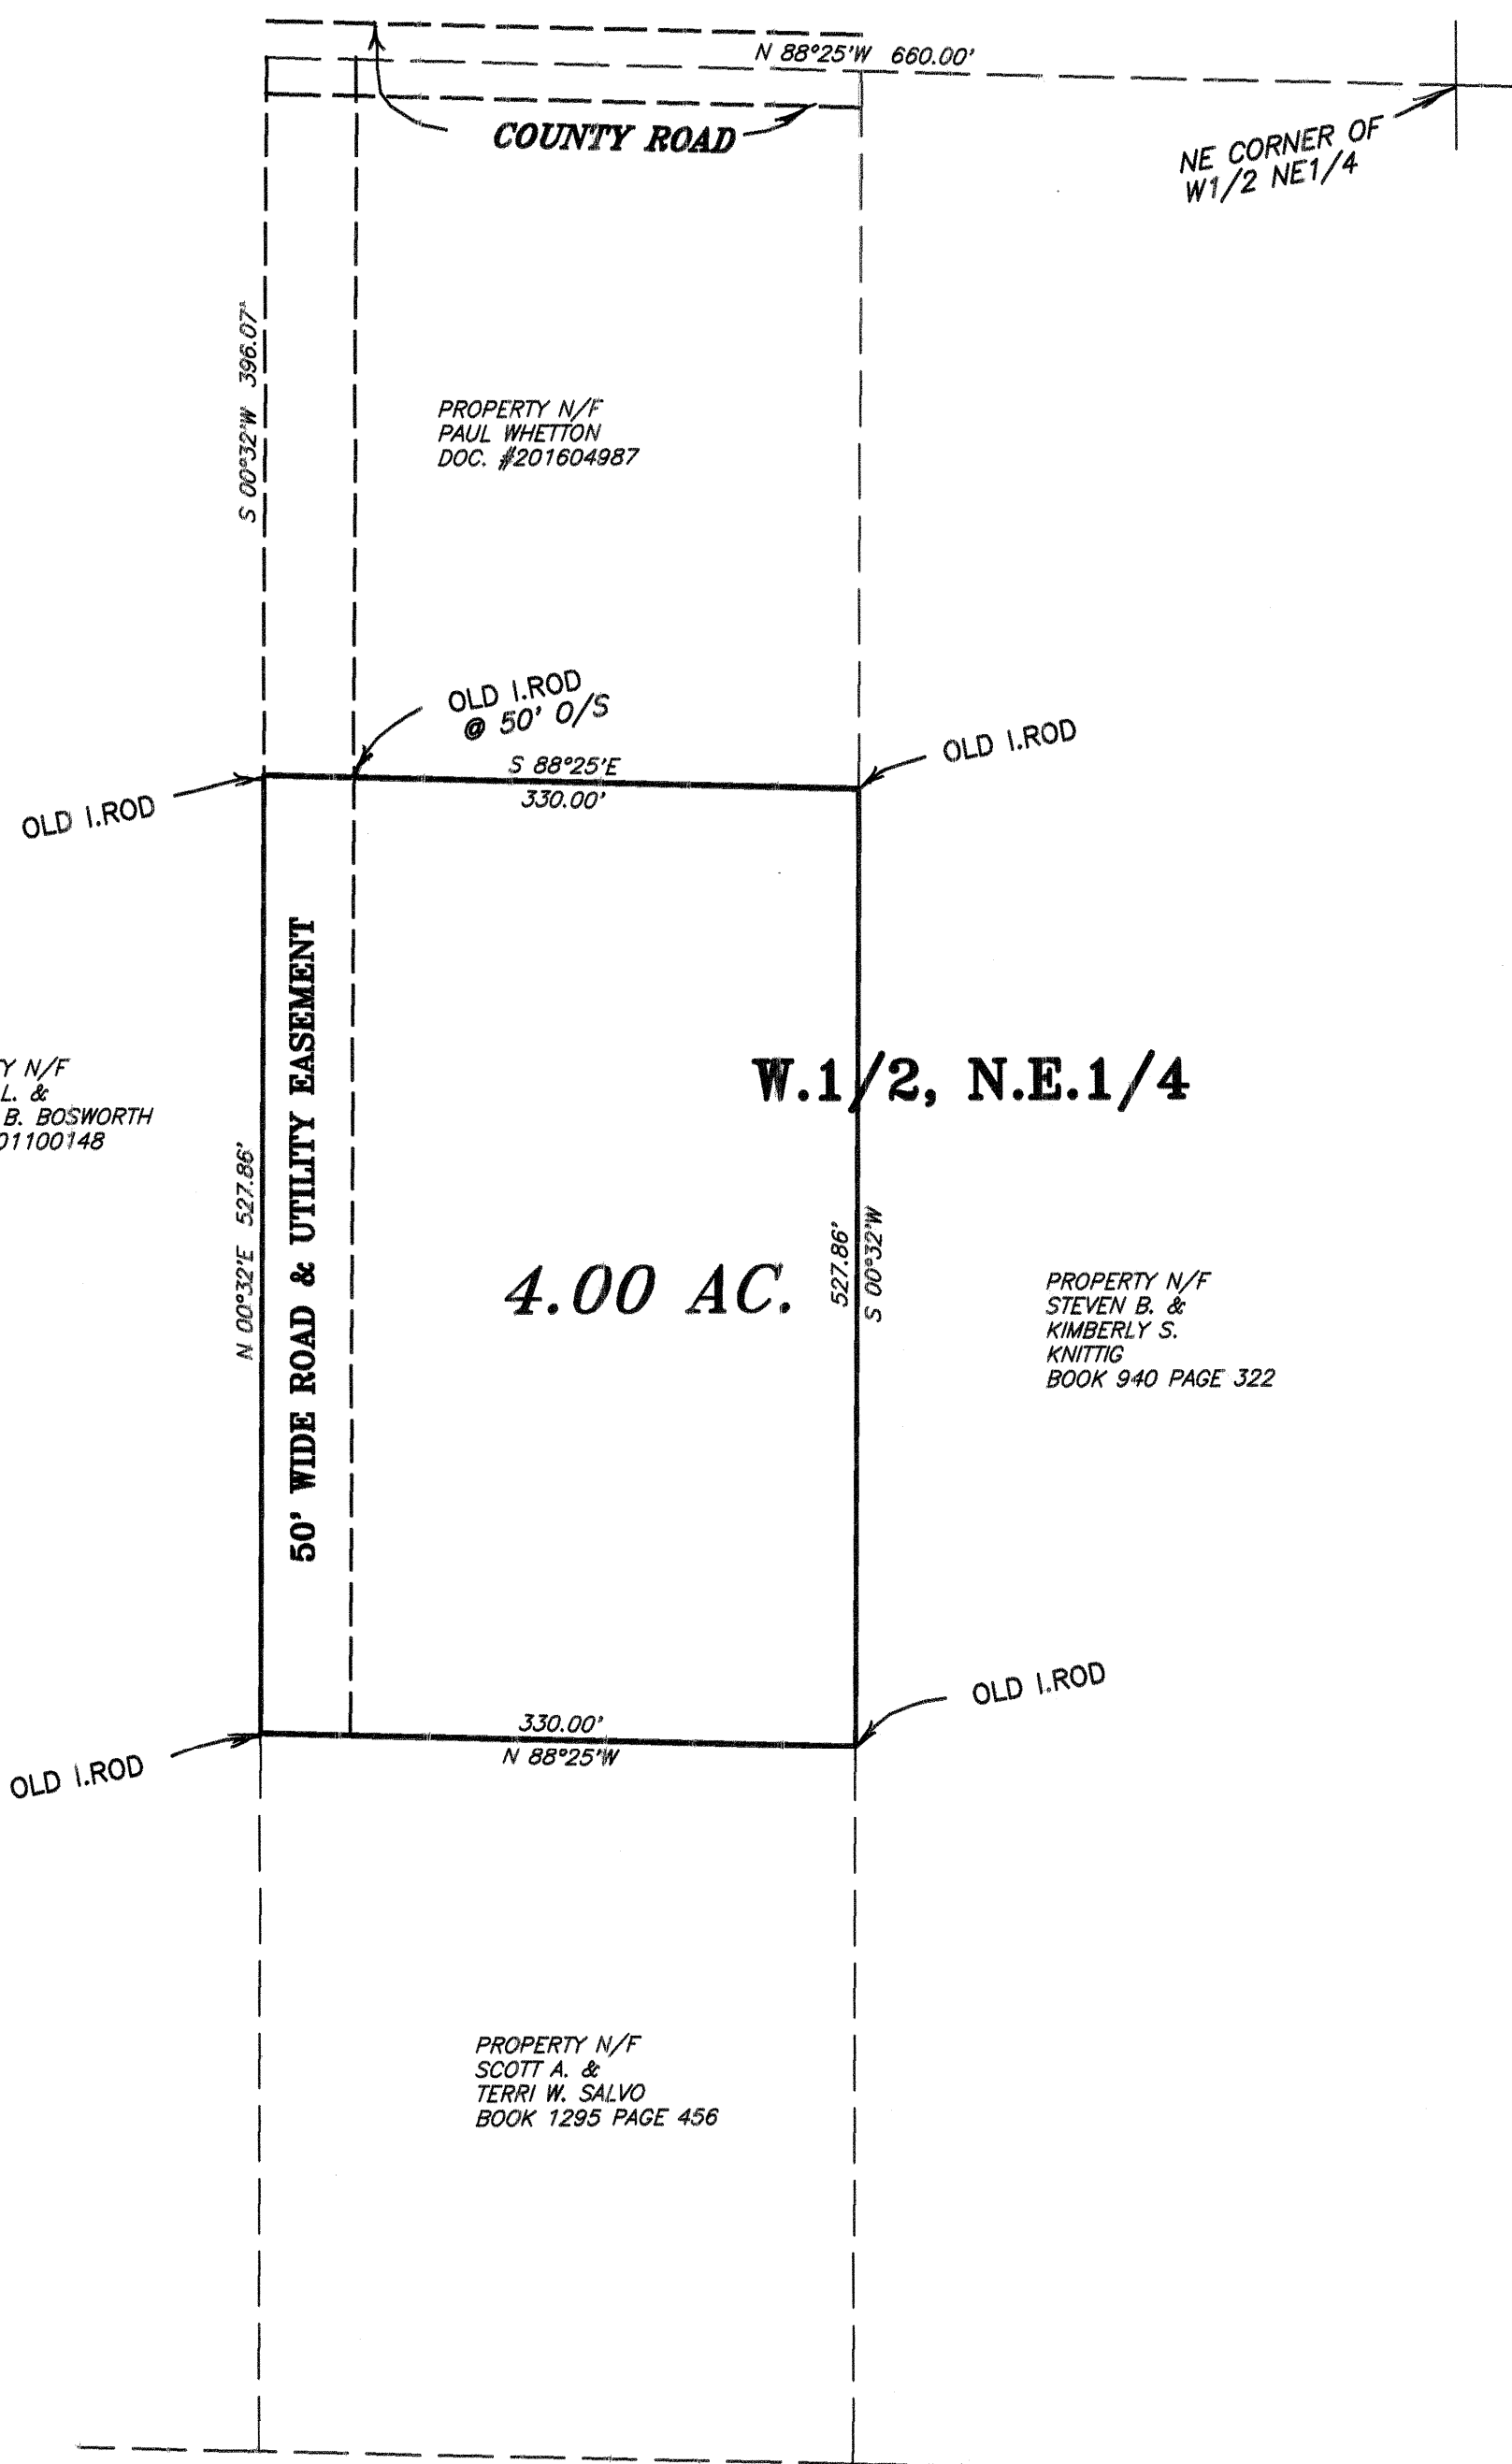 N 88°25'W 660.00'
COUNTY ROAD
NE CORNER OF
W1/2 NE1/4
S 00°32'W 396.07'
PROPERTY N/F
PAUL WHETTON
DOC. #201604987
OLD I.ROD
@ 50' O/S
OLD I.ROD
S 88°25'E
330.00'
OLD I.ROD
50' WIDE ROAD & UTILITY EASEMENT
W.1/2, N.E.1/4
Y N/F
L. &
B. BOSWORTH
01100148
N 00°32'E 527.86'
4.00 AC.
527.86'
S 00°32'W
PROPERTY N/F
STEVEN B. &
KIMBERLY S.
KNITTIG
BOOK 940 PAGE 322
OLD I.ROD
330.00'
N 88°25'W
OLD I.ROD
PROPERTY N/F
SCOTT A. &
TERRI W. SALVO
BOOK 1295 PAGE 456